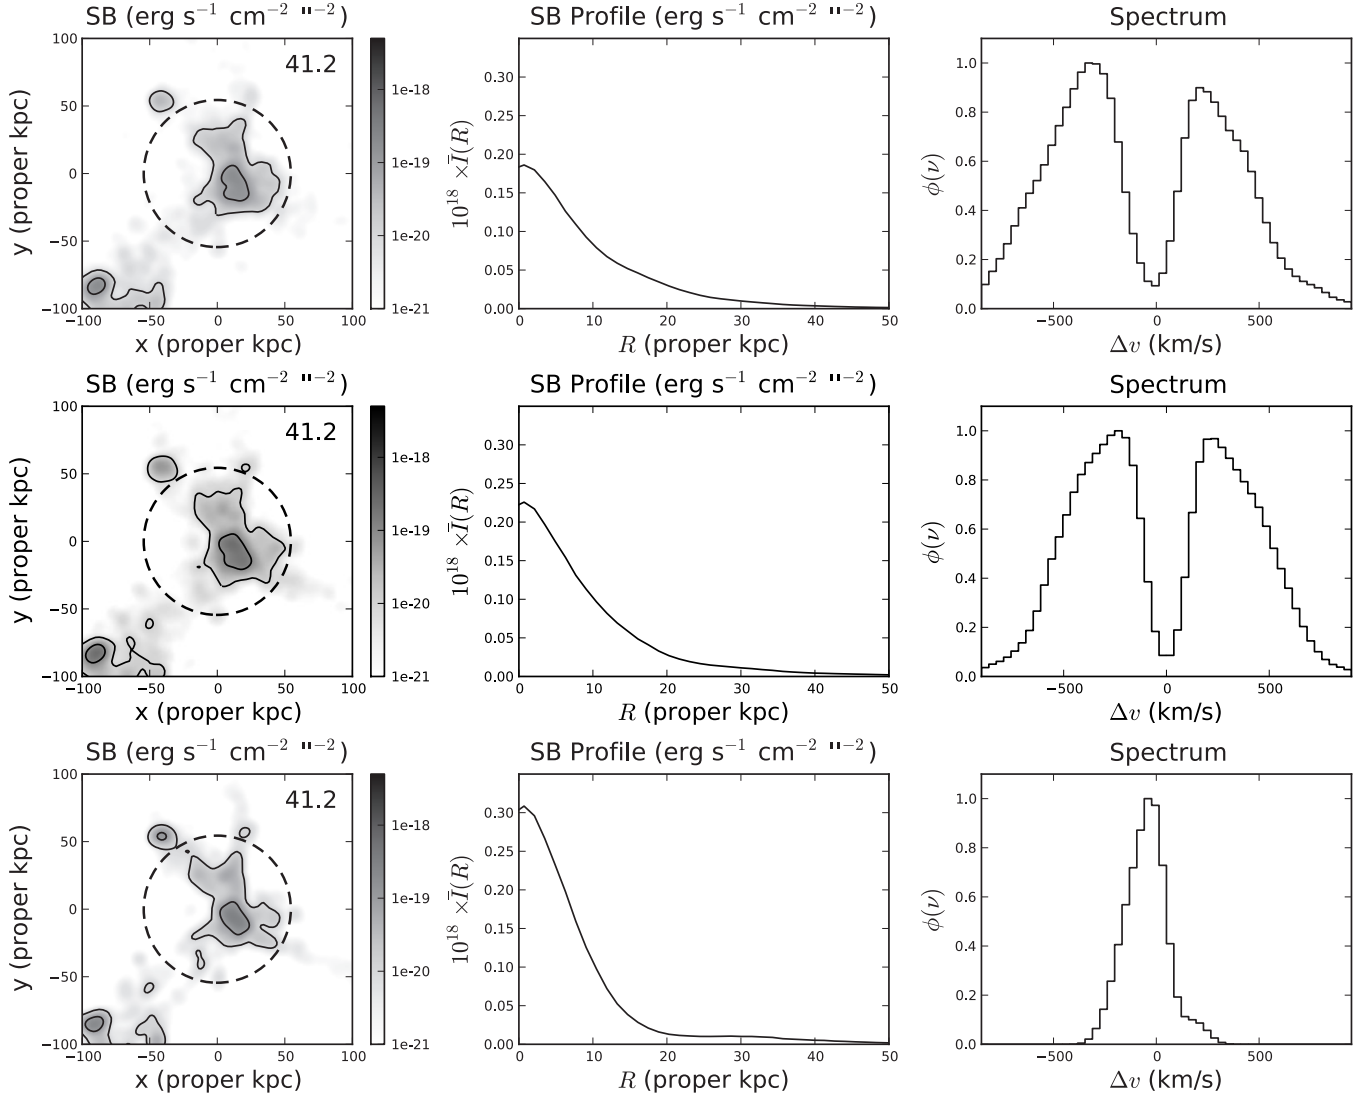 SB (erg s⁻¹ cm⁻² "⁻²) SB Profile (erg s⁻¹ cm⁻² "⁻²) Spectrum
41.2
y (proper kpc)
100
50
0
−50
−100
−100 −50 0 50 100
x (proper kpc)
1e-18
1e-19
1e-20
1e-21
10¹⁸ ×Ī(R)
0.30
0.25
0.20
0.15
0.10
0.05
0.00
0 10 20 30 40 50
R (proper kpc)
ϕ(ν)
1.0
0.8
0.6
0.4
0.2
0.0
−500 0 500
Δv (km/s)
SB (erg s⁻¹ cm⁻² "⁻²) SB Profile (erg s⁻¹ cm⁻² "⁻²) Spectrum
41.2
y (proper kpc)
100
50
0
−50
−100
−100 −50 0 50 100
x (proper kpc)
1e-18
1e-19
1e-20
1e-21
10¹⁸ ×Ī(R)
0.30
0.25
0.20
0.15
0.10
0.05
0.00
0 10 20 30 40 50
R (proper kpc)
ϕ(ν)
1.0
0.8
0.6
0.4
0.2
0.0
−500 0 500
Δv (km/s)
SB (erg s⁻¹ cm⁻² "⁻²) SB Profile (erg s⁻¹ cm⁻² "⁻²) Spectrum
41.2
y (proper kpc)
100
50
0
−50
−100
−100 −50 0 50 100
x (proper kpc)
1e-18
1e-19
1e-20
1e-21
10¹⁸ ×Ī(R)
0.30
0.25
0.20
0.15
0.10
0.05
0.00
0 10 20 30 40 50
R (proper kpc)
ϕ(ν)
1.0
0.8
0.6
0.4
0.2
0.0
−500 0 500
Δv (km/s)